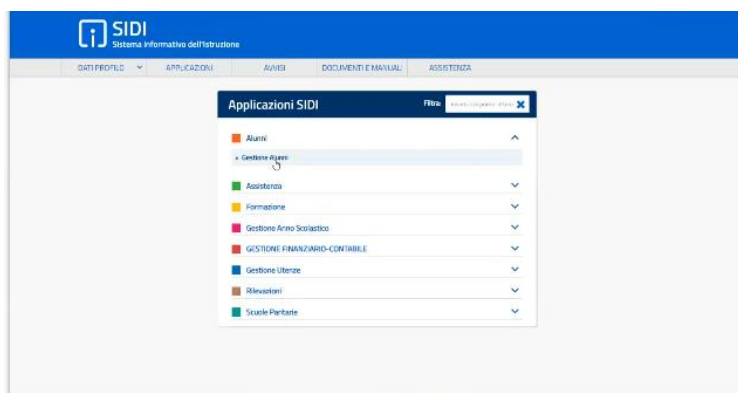 SIDI
Sistema Informativo dell'Istruzione
DATI PROFILO
APPLICAZIONI
AVVISI
DOCUMENTI E MANUALI
ASSISTENZA
Applicazioni SIDI
Filtra:
Alunni
Gestione Alunni
Assistenza
Formazione
Gestione Anno Scolastico
GESTIONE FINANZIARIO-CONTABILE
Gestione Utenze
Rilevazioni
Scuole Paritarie